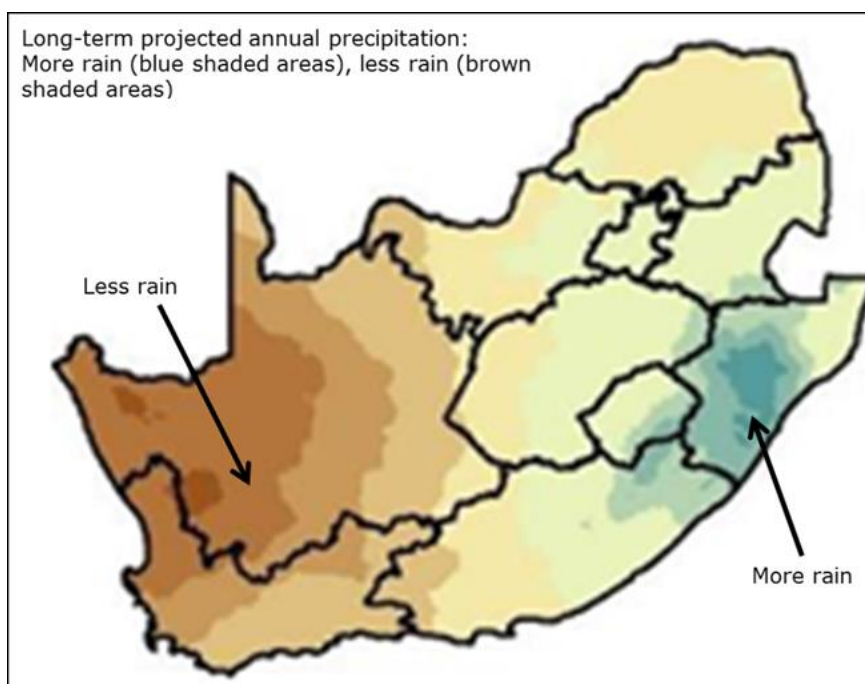 Long-term projected annual precipitation:
More rain (blue shaded areas), less rain (brown
shaded areas)
Less rain
More rain